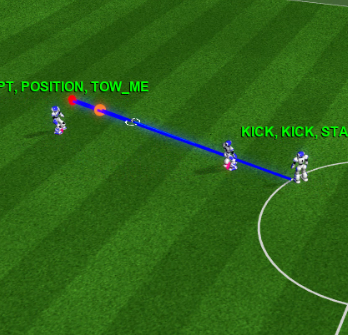 PT, POSITION, TOW_ME
KICK, KICK, STA